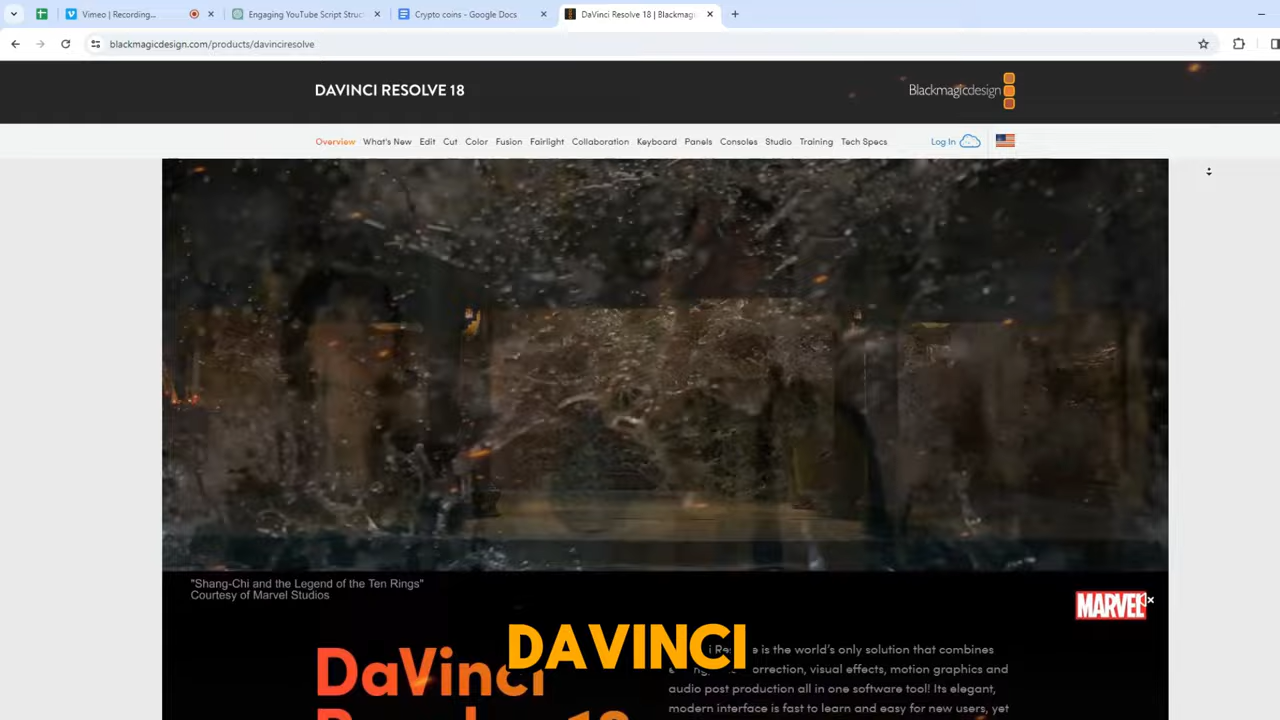 Vimeo | Recording...
Engaging YouTube Script Struc
Crypto coins - Google Docs
DaVinci Resolve 18 | Blackmagic
blackmagicdesign.com/products/davinciresolve
DAVINCI RESOLVE 18
Blackmagicdesign
Overview What's New Edit Cut Color Fusion Fairlight Collaboration Keyboard Panels Consoles Studio Training Tech Specs Log In
"Shang-Chi and the Legend of the Ten Rings"
Courtesy of Marvel Studios
MARVEL
DAVINCI
DaVinci
is the world's only solution that combines
correction, visual effects, motion graphics and
audio post production all in one software tool! Its elegant,
modern interface is fast to learn and easy for new users, yet